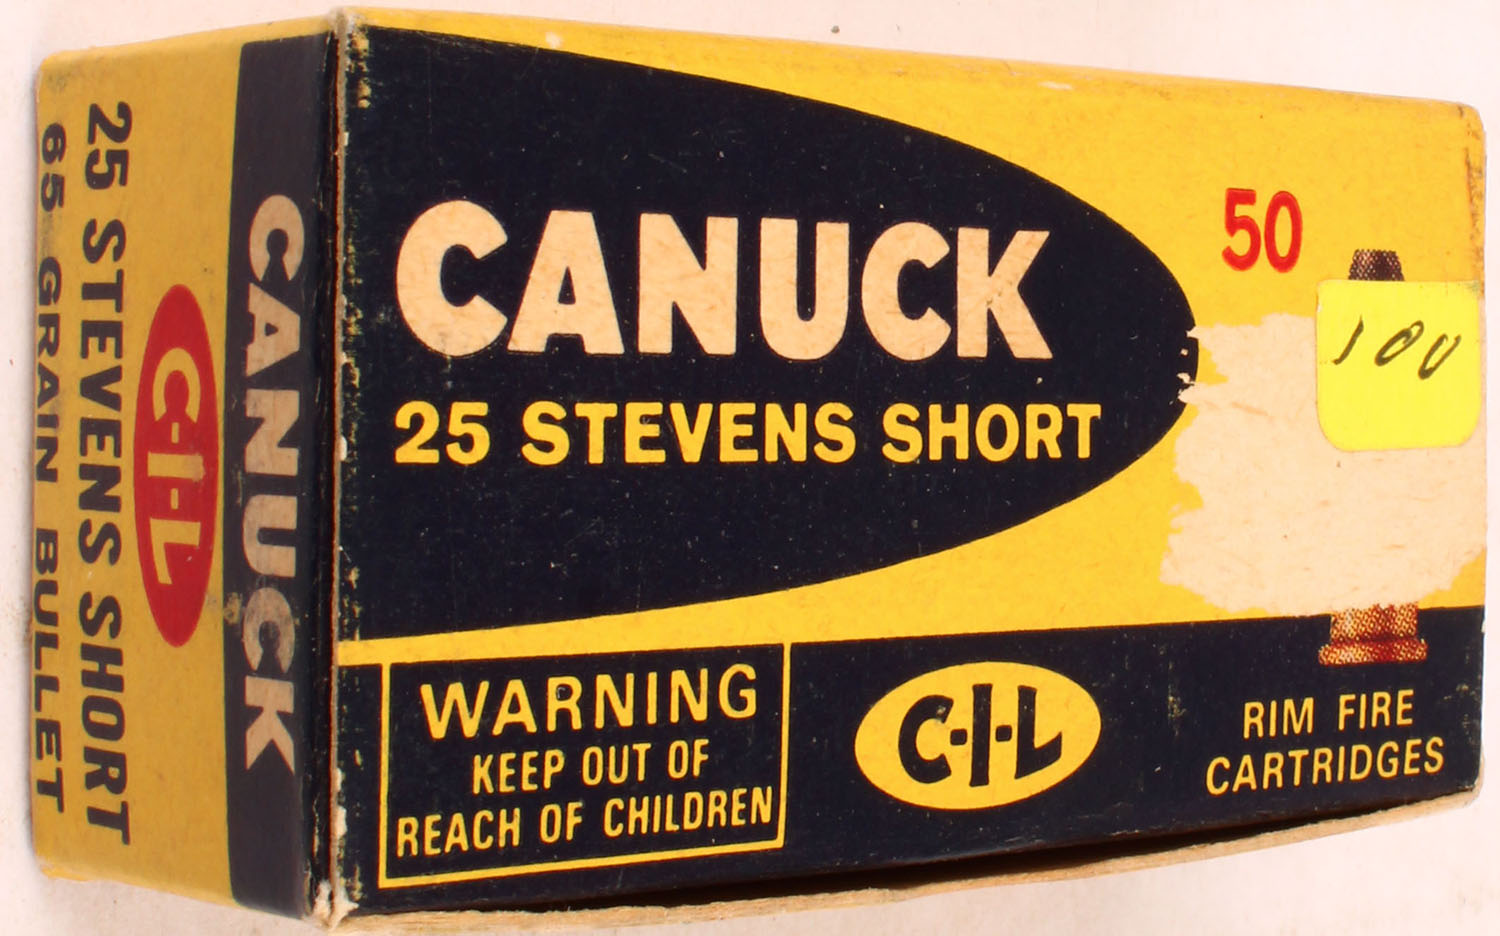 CANUCK
25 STEVENS SHORT
50
100
WARNING
KEEP OUT OF
REACH OF CHILDREN
C-I-L
RIM FIRE
CARTRIDGES
CANUCK
C-I-L
25 STEVENS SHORT
65 GRAIN BULLET